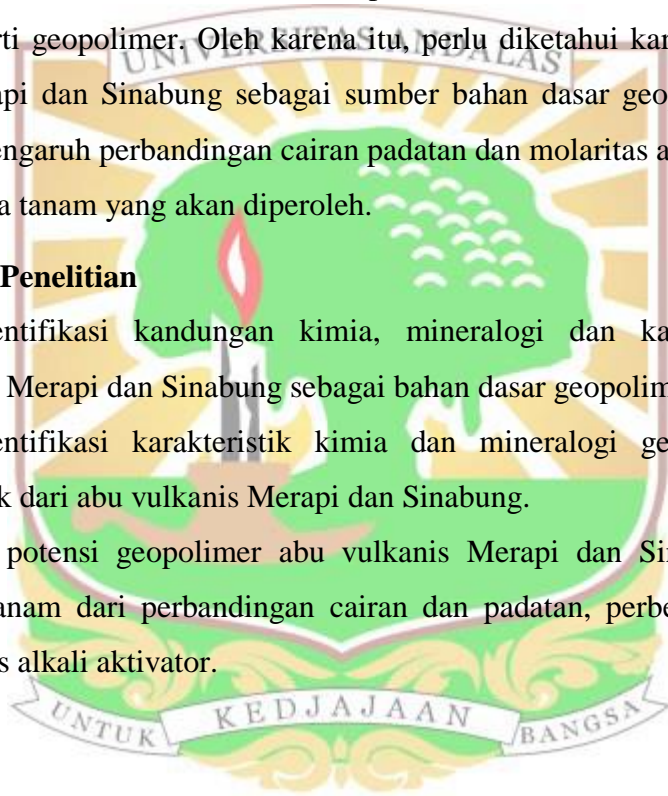 rti geopolimer. Oleh karena itu, perlu diketahui kar
UNIVERSITAS ANDALAS
api dan Sinabung sebagai sumber bahan dasar geo
engaruh perbandingan cairan padatan dan molaritas a
a tanam yang akan diperoleh.
Penelitian
entifikasi kandungan kimia, mineralogi dan ka
Merapi dan Sinabung sebagai bahan dasar geopolim
entifikasi karakteristik kimia dan mineralogi ge
k dari abu vulkanis Merapi dan Sinabung.
potensi geopolimer abu vulkanis Merapi dan Si
anam dari perbandingan cairan dan padatan, perbe
s alkali aktivator.
UNTUK KEDJAJAAN BANGSA